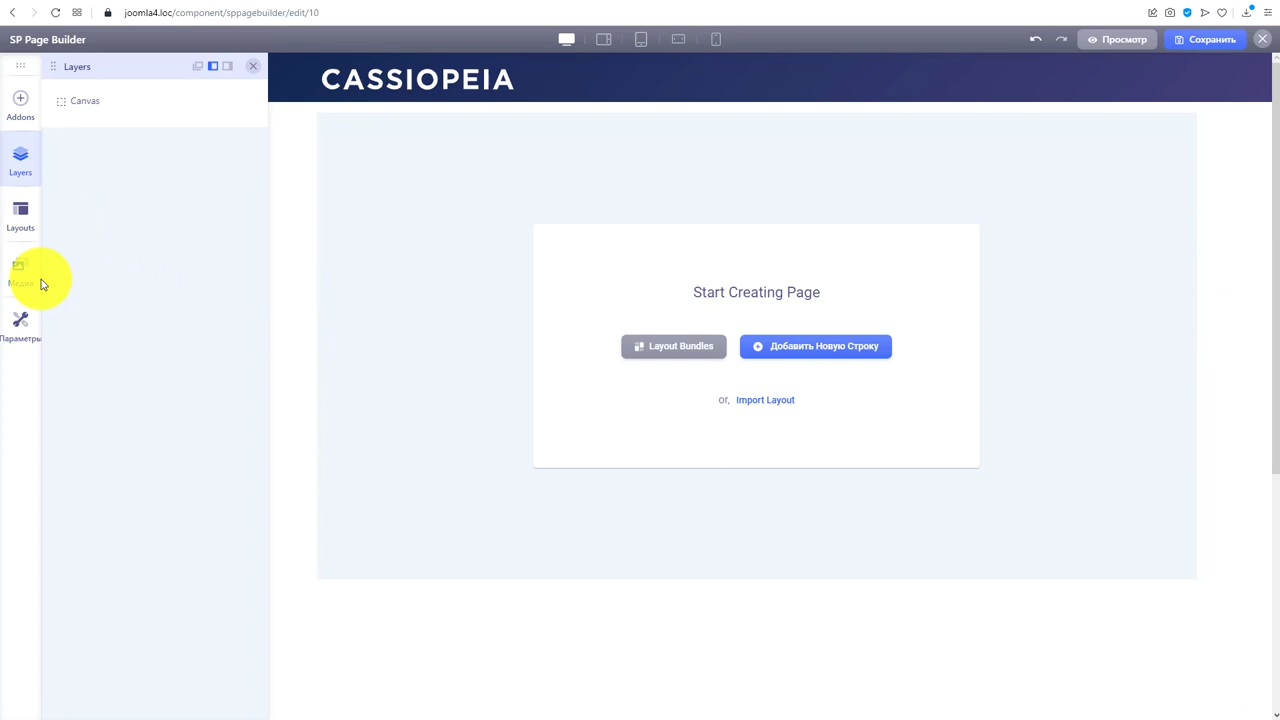 joomla4.loc/component/sppagebuilder/edit/10
SP Page Builder
Просмотр
Сохранить
Layers
Canvas
Addons
Layers
Layouts
Медиа
Параметры
CASSIOPEIA
Start Creating Page
Layout Bundles
Добавить Новую Строку
or, Import Layout